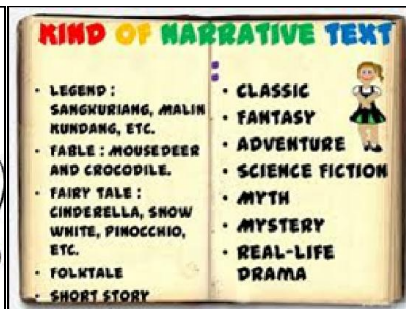 KIND OF NARRATIVE TEXT
• LEGEND :
SANGKURIANG, MALIN
KUNDANG, ETC.
• FABLE : MOUSEDEER
AND CROCODILE.
• FAIRY TALE :
CINDERELLA, SNOW
WHITE, PINOCCHIO,
ETC.
• FOLKTALE
• SHORT STORY
• CLASSIC
• FANTASY
• ADVENTURE
• SCIENCE FICTION
• MYTH
• MYSTERY
• REAL-LIFE
DRAMA